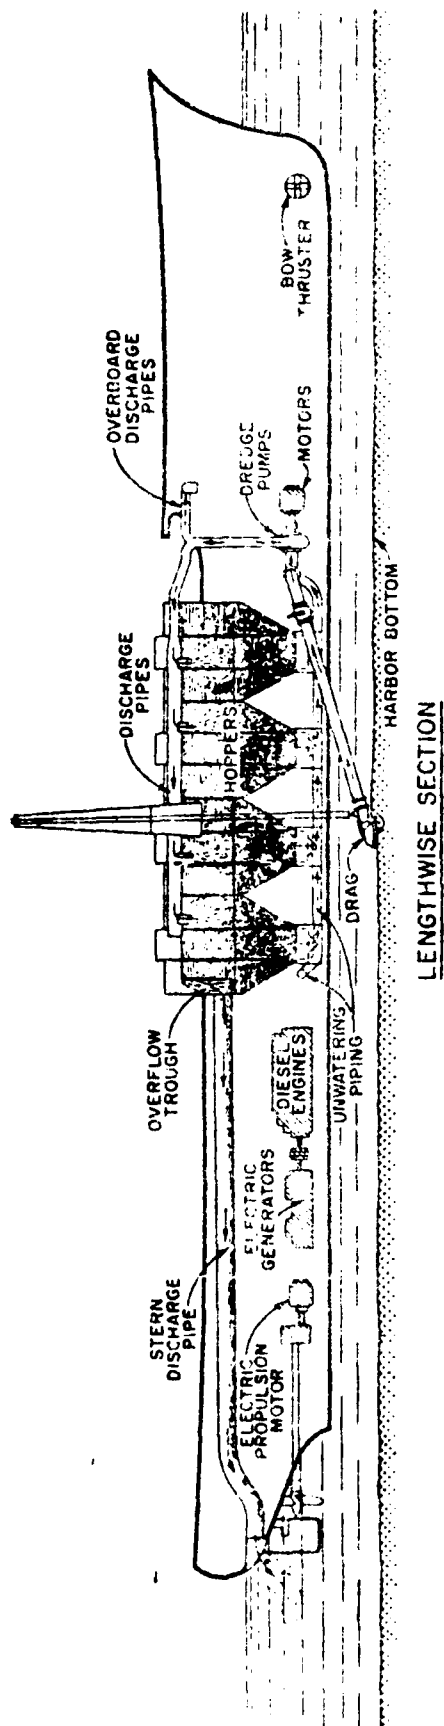 OVERBOARD
DISCHARGE
PIPES
DISCHARGE
PIPES
OVERFLOW
TROUGH
STERN
DISCHARGE
PIPE
ELECTRIC
PROPULSION
MOTOR
ELECTRIC
GENERATORS
DIESEL
ENGINES
HOPPERS
DREDGE
PUMPS
MOTORS
BOW
THRUSTER
UNWATERING
PIPING
DRAG
HARBOR BOTTOM
LENGTHWISE SECTION